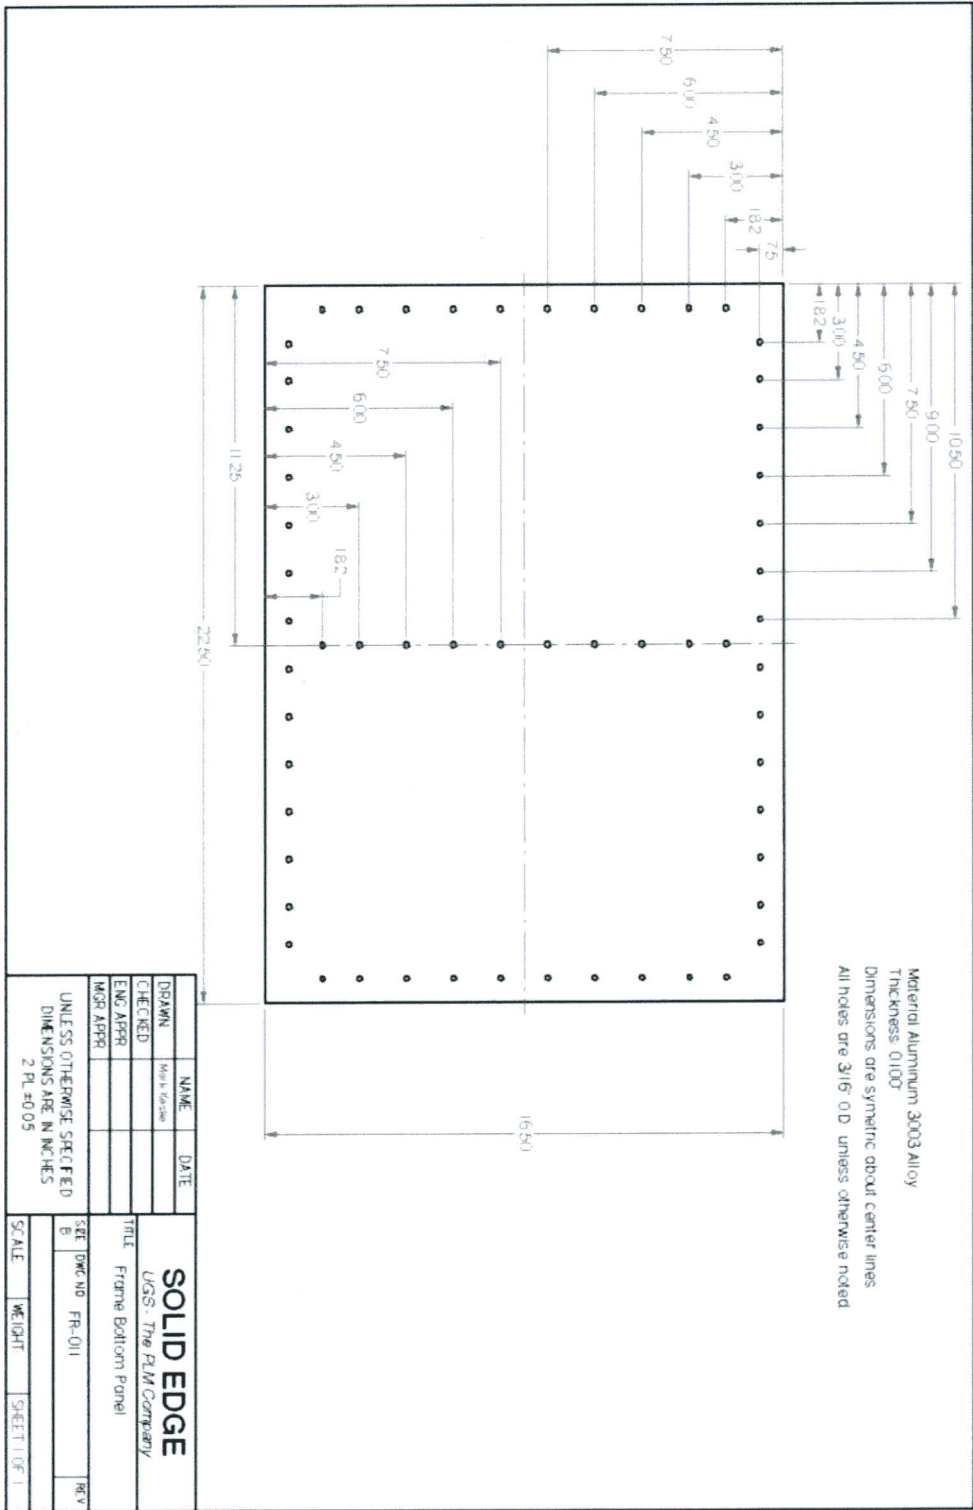 Material Aluminum 3003 Alloy
Thickness: 0.100"
Dimensions are symetric about center lines
All holes are 3/16" O.D. unless otherwise noted
10.50
9.00
7.50
6.00
4.50
3.00
1.82
.75
1.82
3.00
4.50
6.00
7.50
7.50
6.00
4.50
3.00
1.82
11.25
22.50
16.50
NAME DATE
DRAWN
CHECKED
ENG APPR
MGR APPR
UNLESS OTHERWISE SPECIFIED
DIMENSIONS ARE IN INCHES
2 PL ±0.05
SOLID EDGE
UGS - The PLM Company
TITLE
Frame Bottom Panel
SIZE DWG NO REV
B FR-011
SCALE WEIGHT SHEET 1 OF 1